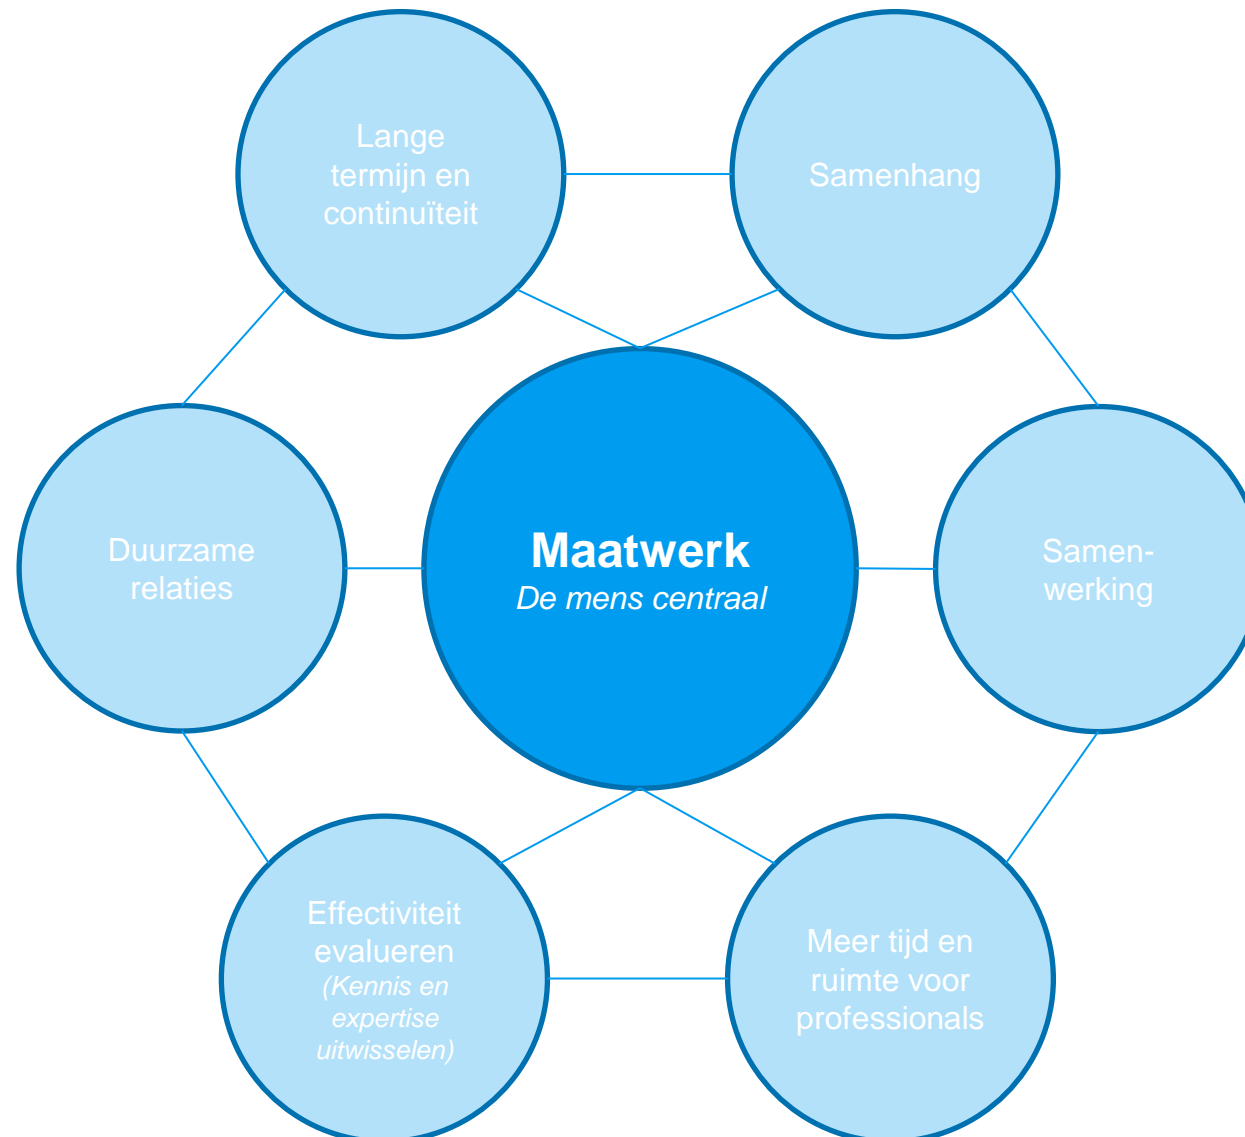 Lange
termijn en
continuïteit
Samenhang
Duurzame
relaties
Maatwerk
De mens centraal
Samen-
werking
Effectiviteit
evalueren
(Kennis en
expertise
uitwisselen)
Meer tijd en
ruimte voor
professionals